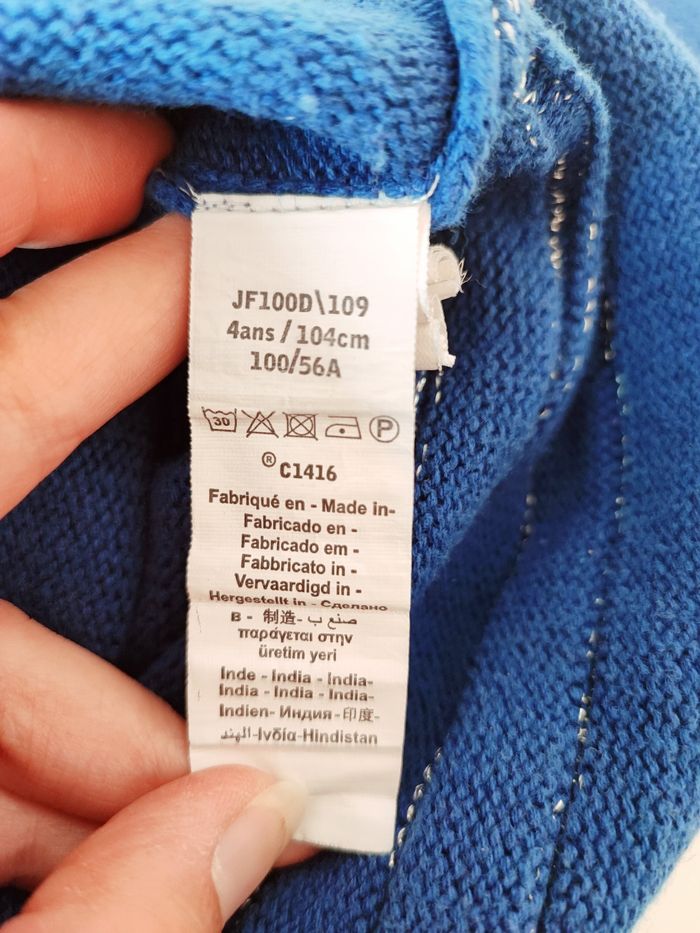 JF100D\109
4ans / 104cm
100/56A
30 P
® C1416
Fabriqué en - Made in-
Fabricado en -
Fabricado em -
Fabbricato in -
Vervaardigd in -
Hergestellt in - Сделано
в - 制造- صنع ب
παράγεται στην
üretim yeri
Inde - India - India-
India - India - India-
Indien- Индия-印度-
الهند-Ινδία-Hindistan